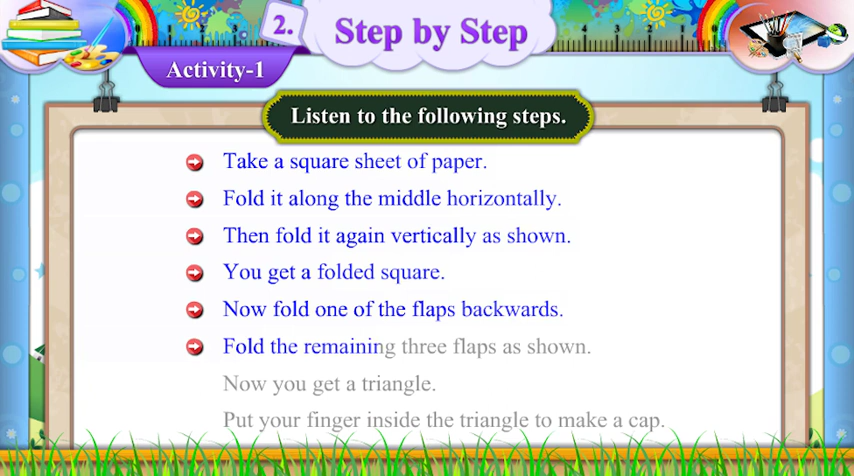 2.
Step by Step
Activity-1
Listen to the following steps.
Take a square sheet of paper.
Fold it along the middle horizontally.
Then fold it again vertically as shown.
You get a folded square.
Now fold one of the flaps backwards.
Fold the remaining three flaps as shown.
Now you get a triangle.
Put your finger inside the triangle to make a cap.